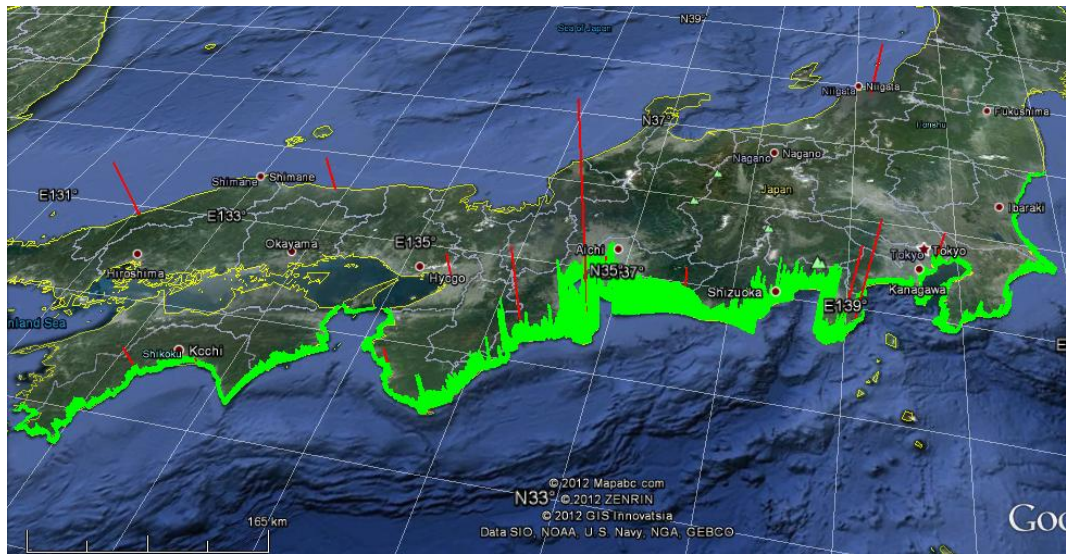 N39°
Sea of Japan
Niigata Niigata
Fukushima
Honshu
N37°
Nagano Nagano
Japan
Shimane Shimane
E131°
Ibaraki
E133°
Okayama
E135°
Aichi
Tokyo Tokyo
Hiroshima
Hyogo
N35°
37°
Kanagawa
Shizuoka
E139°
nland Sea
Shikoku
Kochi
E
© 2012 Mapabc.com
N33° © 2012 ZENRIN
© 2012 GIS Innovatsia
165 km
Data SIO, NOAA, U.S. Navy, NGA, GEBCO
Goo